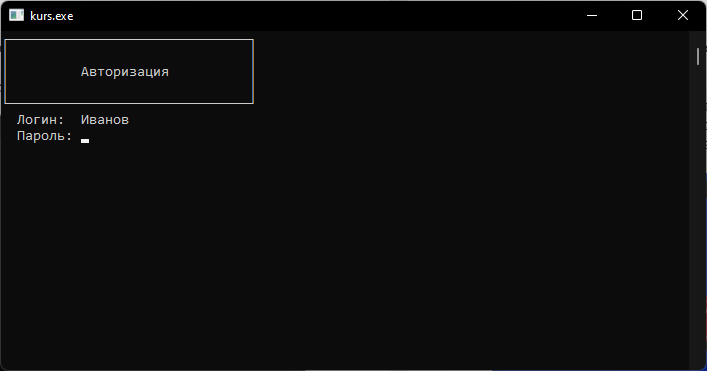 kurs.exe
Авторизация
Логин: Иванов
Пароль: